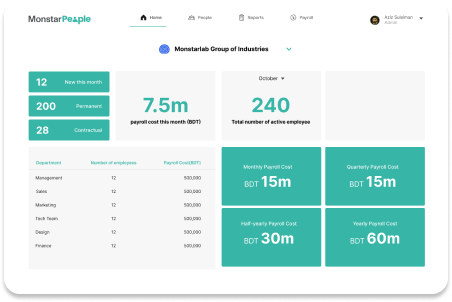 MonstarPeople
Home
People
Reports
Payroll
Aziz Sulaiman
Admin
Monstarlab Group of Industries
12 New this month
200 Permanent
28 Contractual
7.5m
payroll cost this month (BDT)
October
240
Total number of active employee
Department Number of employees Payroll Cost(BDT)
Management 12 500,000
Sales 12 500,000
Marketing 12 500,000
Tech Team 12 500,000
Design 12 500,000
Finance 12 500,000
Monthly Payroll Cost
BDT 15m
Quarterly Payroll Cost
BDT 15m
Half-yearly Payroll Cost
BDT 30m
Yearly Payroll Cost
BDT 60m